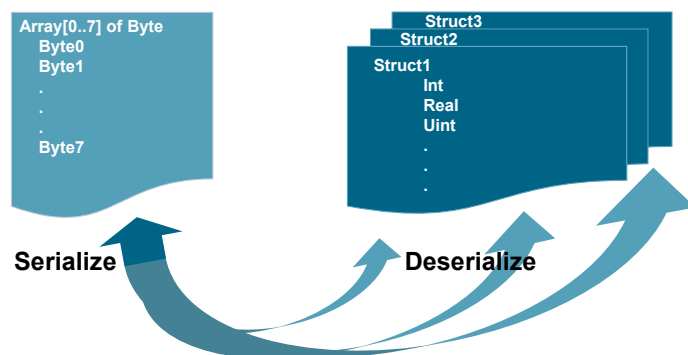 Array[0..7] of Byte
Byte0
Byte1
.
.
.
Byte7
Struct3
Struct2
Struct1
Int
Real
Uint
.
.
.
Serialize
Deserialize